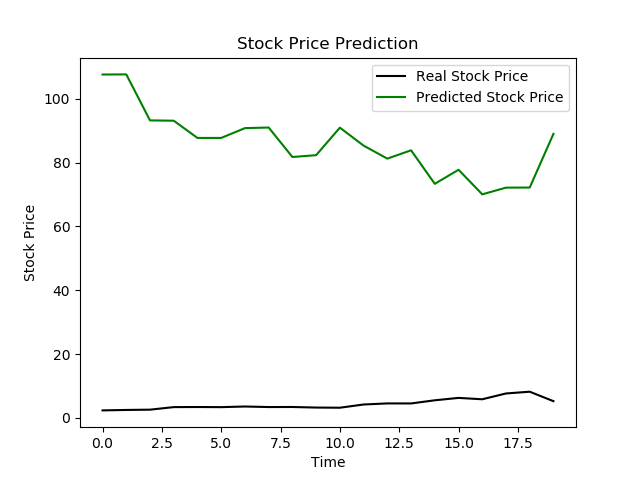 Stock Price Prediction
Real Stock Price
Predicted Stock Price
100
80
60
40
20
0
Stock Price
0.0 2.5 5.0 7.5 10.0 12.5 15.0 17.5
Time